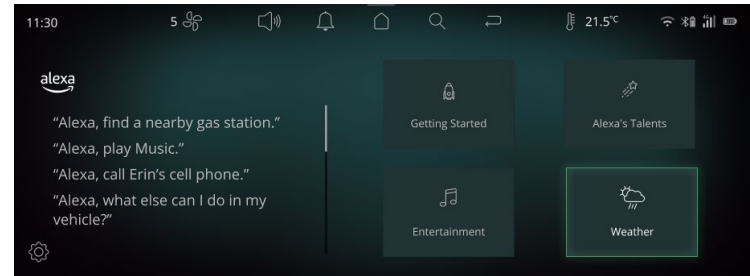 11:30
5
21.5°C
4G
alexa
“Alexa, find a nearby gas station.”
“Alexa, play Music.”
“Alexa, call Erin’s cell phone.”
“Alexa, what else can I do in my
vehicle?”
Getting Started
Alexa's Talents
Entertainment
Weather